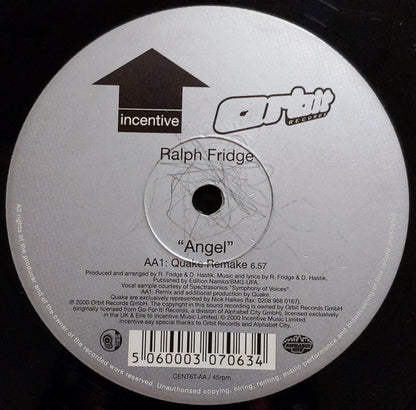 incentive
Orbit
RECORDS
Ralph Fridge
“Angel”
AA1: Quake Remake 6.57
Produced and arranged by R. Fridge & D. Hastik. Music and lyrics by R. Fridge & D. Hastik.
Published by Edition Namko/BMG-UFA.
Vocal sample courtesy of Spectrasonics "Symphony of Voices".
AA1: Remix and additional production by Quake.
Quake are exclusively represented by Nick Halkes (fax: 0208 968 0167).
℗ 2000 Orbit Records GmbH. The copyright in this sound recording is owned by Orbit Records GmbH
(originally licensed from Go For It! Records, a division of Alphabet City GmbH), licensed exclusively
in the UK & Eire to Incentive Music Limited. © 2000 Incentive Music Limited.
Incentive say special thanks to Orbit Records and Alphabet City.
5 060003 070634
CENT6T-AA / 45rpm
All rights of the producer and of the owner of the recorded work reserved. Unauthorised copying, hiring, renting, public performance and broadcasting